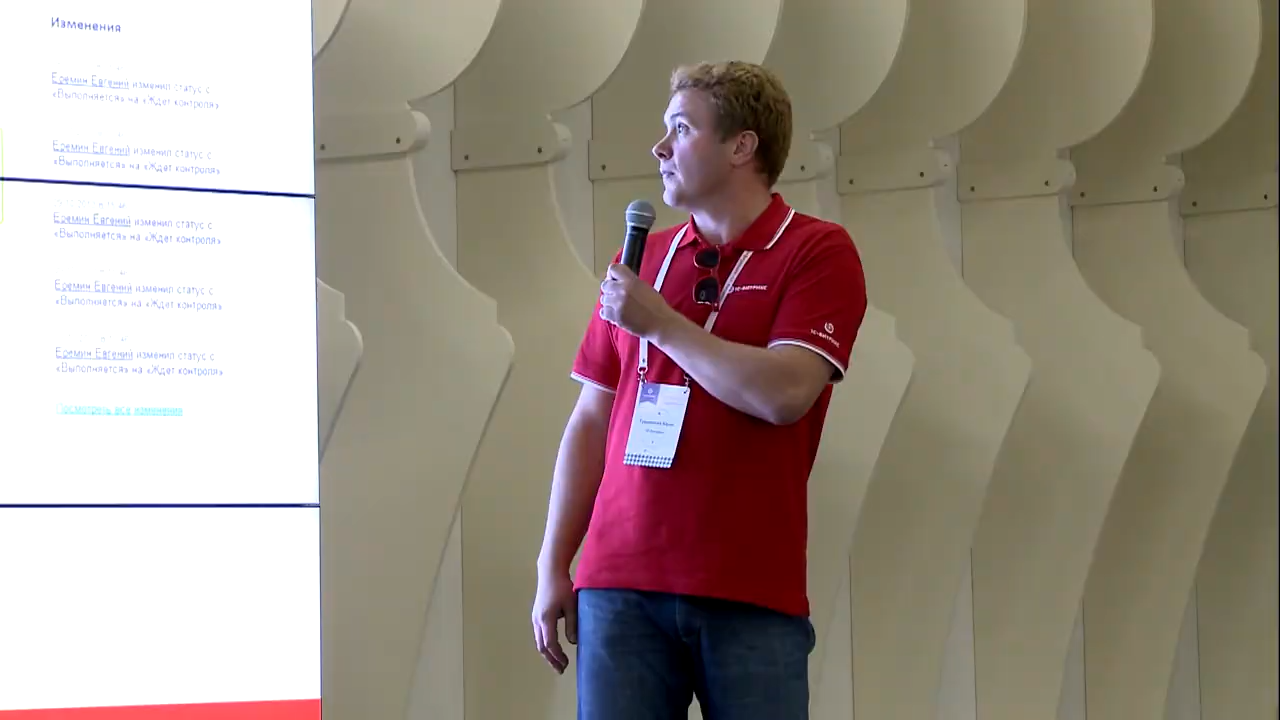 Изменения
Еремин Евгений изменил статус с
«Выполняется» на «Ждет контроля»
Еремин Евгений изменил статус с
«Выполняется» на «Ждет контроля»
Еремин Евгений изменил статус с
«Выполняется» на «Ждет контроля»
Еремин Евгений изменил статус с
«Выполняется» на «Ждет контроля»
Еремин Евгений изменил статус с
«Выполняется» на «Ждет контроля»
Посмотреть все изменения
1С-БИТРИКС
1С-БИТРИКС